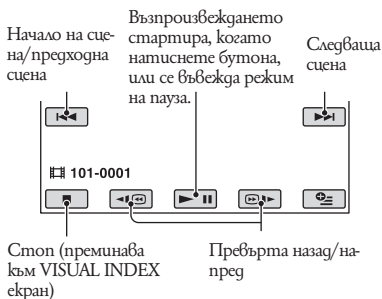 Начало на сце-
на/предходна
сцена
Възпроизвеждането
стартира, когато
натиснете бутона,
или се въвежда режим
на пауза.
Следваща
сцена
101-0001
Стоп (преминава
към VISUAL INDEX
екран)
Превърта назад/на-
пред